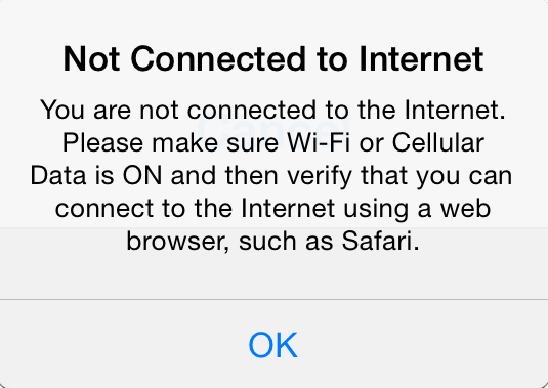 Not Connected to Internet
You are not connected to the Internet.
Please make sure Wi-Fi or Cellular
Data is ON and then verify that you can
connect to the Internet using a web
browser, such as Safari.
OK